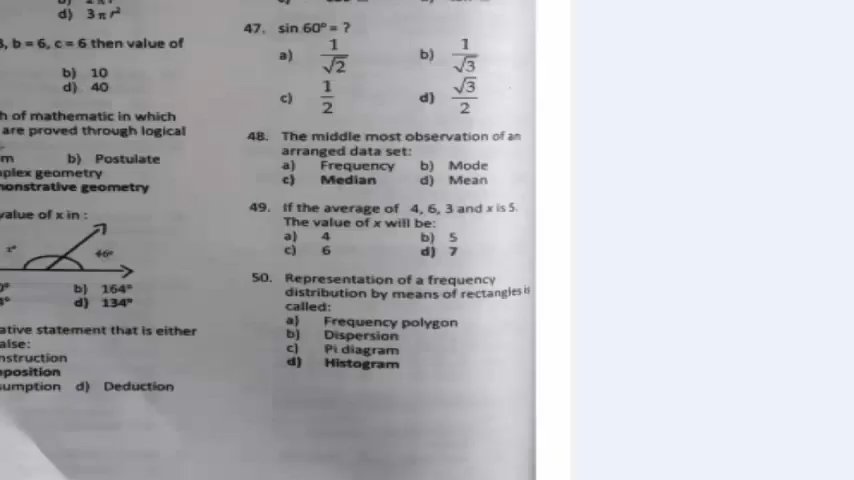 d) 3πr²
b = 6, c = 6 then value of
b) 10
d) 40
h of mathematic in which
are proved through logical
m b) Postulate
plex geometry
nonstrative geometry
value of x in :
x° 46°
b) 164°
d) 134°
ative statement that is either
alse:
nstruction
position
sumption d) Deduction
47. sin 60° = ?
a) 1/√2 b) 1/√3
c) 1/2 d) √3/2
48. The middle most observation of an
arranged data set:
a) Frequency b) Mode
c) Median d) Mean
49. If the average of 4, 6, 3 and x is 5.
The value of x will be:
a) 4 b) 5
c) 6 d) 7
50. Representation of a frequency
distribution by means of rectangles is
called:
a) Frequency polygon
b) Dispersion
c) Pi diagram
d) Histogram